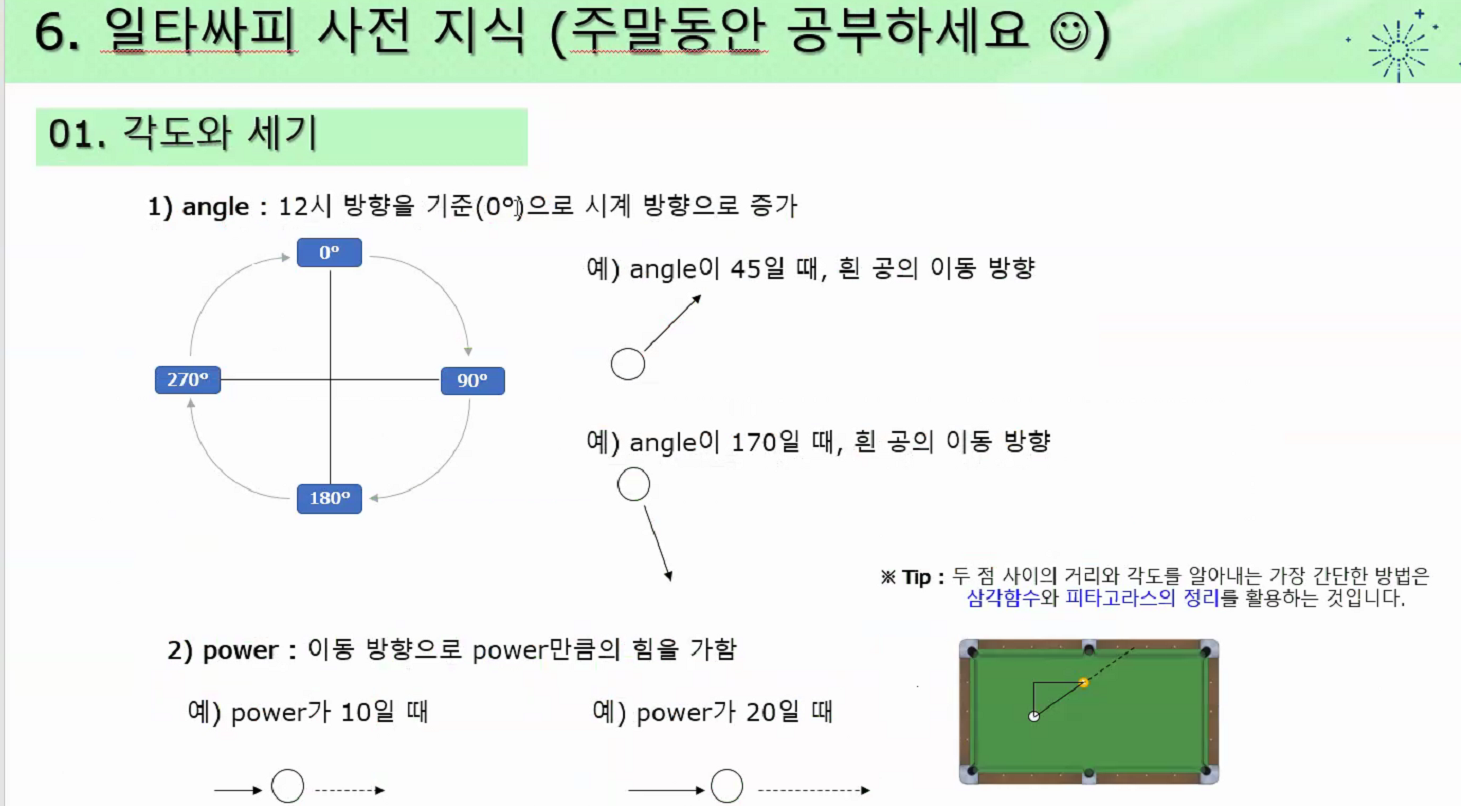 6. 일타싸피 사전 지식 (주말동안 공부하세요 ☺)
01. 각도와 세기
1) angle : 12시 방향을 기준(0°)으로 시계 방향으로 증가
0°
270°
90°
180°
예) angle이 45일 때, 흰 공의 이동 방향
예) angle이 170일 때, 흰 공의 이동 방향
※ Tip : 두 점 사이의 거리와 각도를 알아내는 가장 간단한 방법은
삼각함수와 피타고라스의 정리를 활용하는 것입니다.
2) power : 이동 방향으로 power만큼의 힘을 가함
예) power가 10일 때
예) power가 20일 때